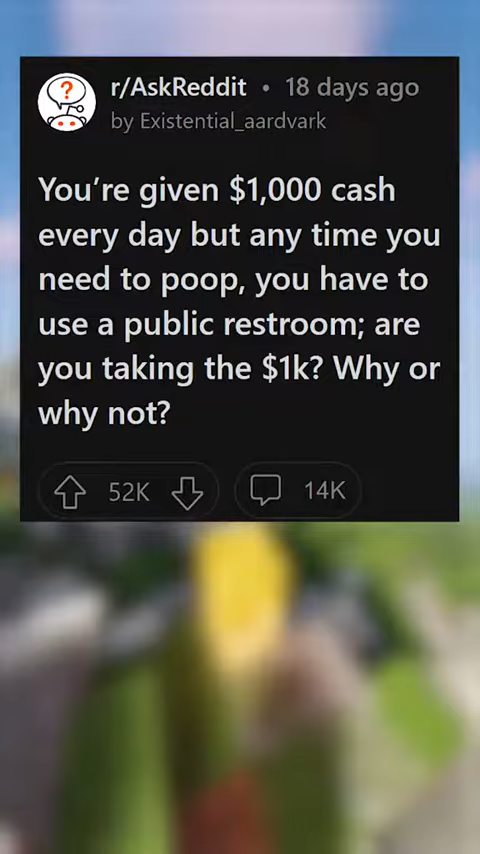 r/AskReddit • 18 days ago
by Existential_aardvark
You’re given $1,000 cash
every day but any time you
need to poop, you have to
use a public restroom; are
you taking the $1k? Why or
why not?
52K 14K